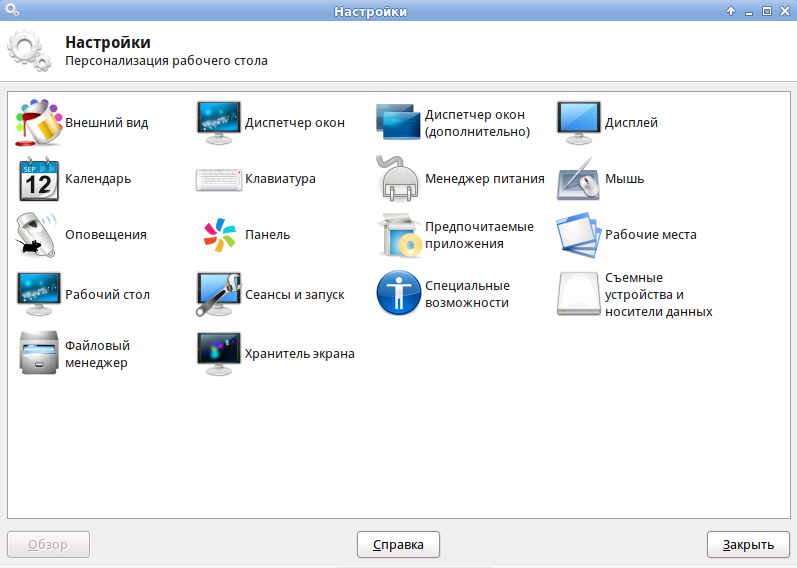 Настройки
Настройки
Персонализация рабочего стола
Внешний вид
Диспетчер окон
Диспетчер окон
(дополнительно)
Дисплей
SEP
12
Календарь
Клавиатура
Менеджер питания
Мышь
Оповещения
Панель
Предпочитаемые
приложения
Рабочие места
Рабочий стол
Сеансы и запуск
Специальные
возможности
Съемные
устройства и
носители данных
Файловый
менеджер
Хранитель экрана
Обзор
Справка
Закрыть